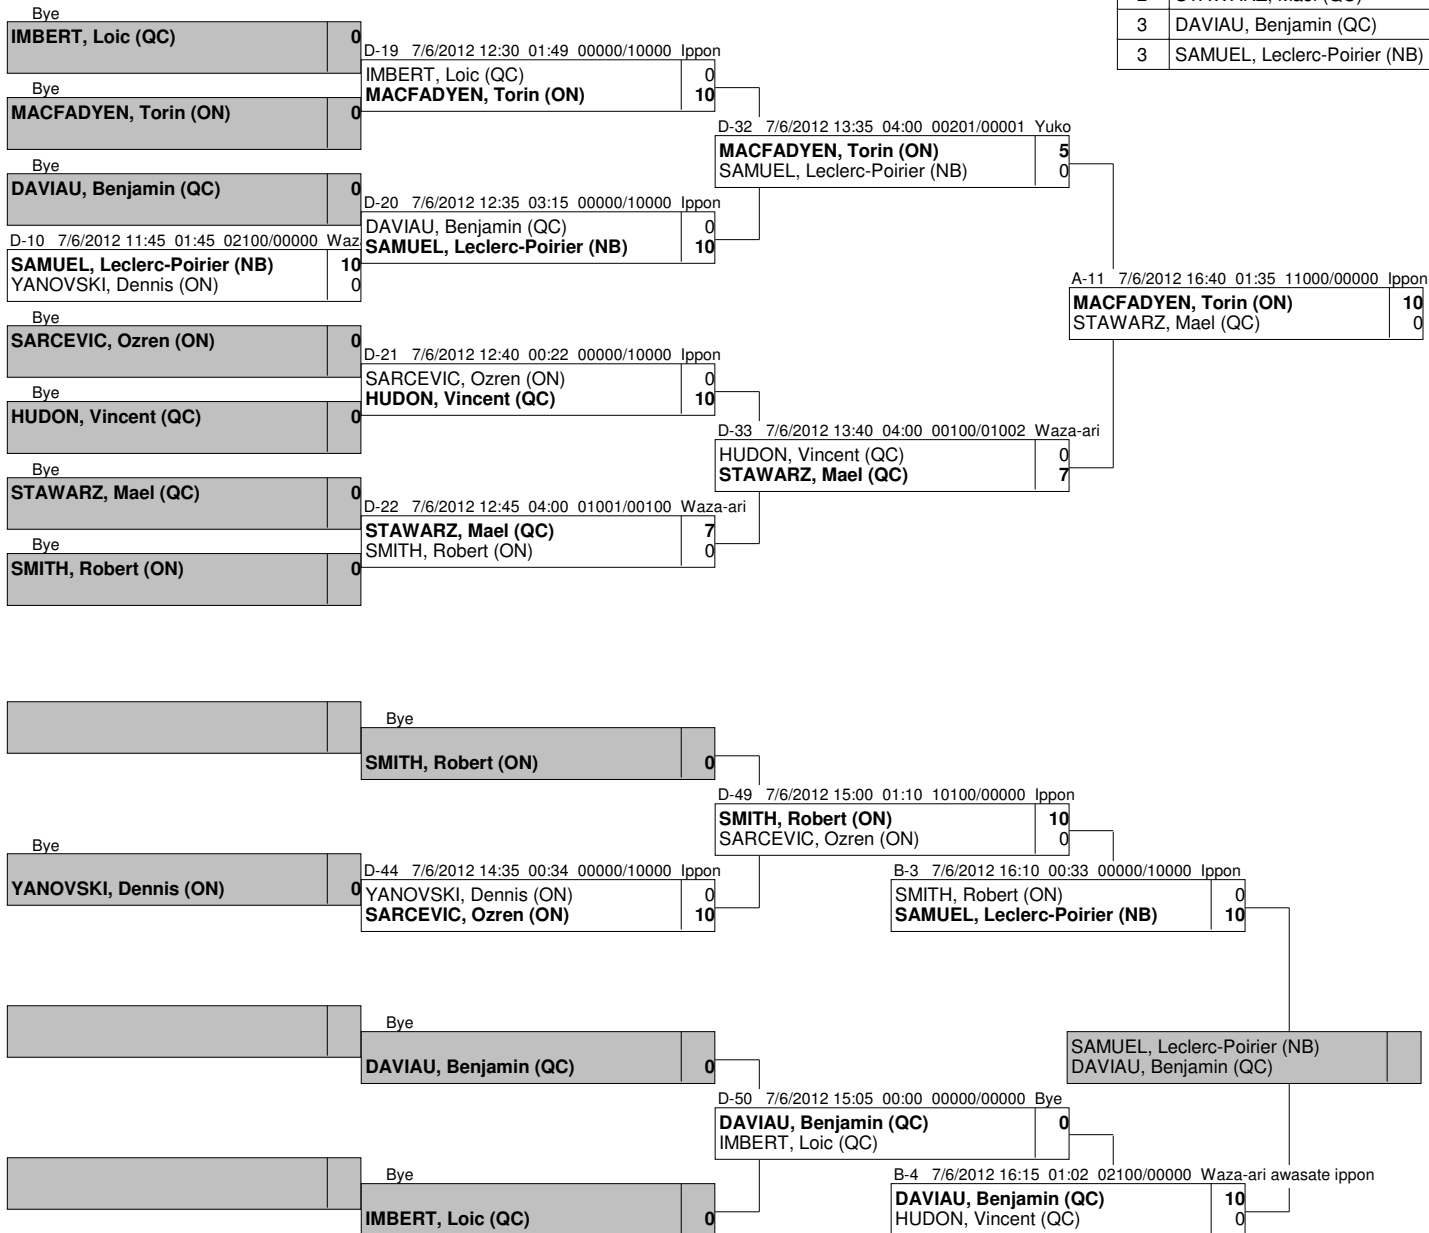 3 DAVIAU, Benjamin (QC)
3 SAMUEL, Leclerc-Poirier (NB)
Bye
IMBERT, Loic (QC) 0
Bye
MACFADYEN, Torin (ON) 0
Bye
DAVIAU, Benjamin (QC) 0
D-10 7/6/2012 11:45 01:45 02100/00000 Waz
SAMUEL, Leclerc-Poirier (NB) 10
YANOVSKI, Dennis (ON) 0
Bye
SARCEVIC, Ozren (ON) 0
Bye
HUDON, Vincent (QC) 0
Bye
STAWARZ, Mael (QC) 0
Bye
SMITH, Robert (ON) 0
D-19 7/6/2012 12:30 01:49 00000/10000 Ippon
IMBERT, Loic (QC) 0
MACFADYEN, Torin (ON) 10
D-20 7/6/2012 12:35 03:15 00000/10000 Ippon
DAVIAU, Benjamin (QC) 0
SAMUEL, Leclerc-Poirier (NB) 10
D-21 7/6/2012 12:40 00:22 00000/10000 Ippon
SARCEVIC, Ozren (ON) 0
HUDON, Vincent (QC) 10
D-22 7/6/2012 12:45 04:00 01001/00100 Waza-ari
STAWARZ, Mael (QC) 7
SMITH, Robert (ON) 0
D-32 7/6/2012 13:35 04:00 00201/00001 Yuko
MACFADYEN, Torin (ON) 5
SAMUEL, Leclerc-Poirier (NB) 0
D-33 7/6/2012 13:40 04:00 00100/01002 Waza-ari
HUDON, Vincent (QC) 0
STAWARZ, Mael (QC) 7
A-11 7/6/2012 16:40 01:35 11000/00000 Ippon
MACFADYEN, Torin (ON) 10
STAWARZ, Mael (QC) 0
Bye
SMITH, Robert (ON) 0
Bye
YANOVSKI, Dennis (ON) 0
D-44 7/6/2012 14:35 00:34 00000/10000 Ippon
YANOVSKI, Dennis (ON) 0
SARCEVIC, Ozren (ON) 10
D-49 7/6/2012 15:00 01:10 10100/00000 Ippon
SMITH, Robert (ON) 10
SARCEVIC, Ozren (ON) 0
B-3 7/6/2012 16:10 00:33 00000/10000 Ippon
SMITH, Robert (ON) 0
SAMUEL, Leclerc-Poirier (NB) 10
Bye
DAVIAU, Benjamin (QC) 0
Bye
IMBERT, Loic (QC) 0
D-50 7/6/2012 15:05 00:00 00000/00000 Bye
DAVIAU, Benjamin (QC) 0
IMBERT, Loic (QC)
B-4 7/6/2012 16:15 01:02 02100/00000 Waza-ari awasate ippon
DAVIAU, Benjamin (QC) 10
HUDON, Vincent (QC) 0
SAMUEL, Leclerc-Poirier (NB)
DAVIAU, Benjamin (QC)